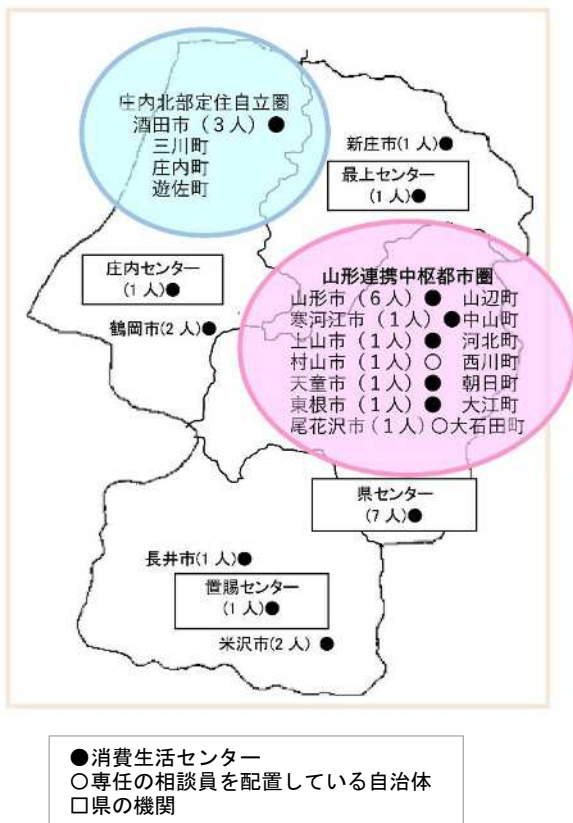 庄内北部定住自立圏
酒田市（３人）●
三川町
庄内町
遊佐町
新庄市(1人)●
最上センター
(1人)●
庄内センター
(1人)●
鶴岡市(2人)●
山形連携中枢都市圏
山形市（６人）● 山辺町
寒河江市（１人）●中山町
上山市（１人）● 河北町
村山市（１人）○ 西川町
天童市（１人）● 朝日町
東根市（１人）● 大江町
尾花沢市(１人)○大石田町
県センター
(7人)●
長井市(1人)●
置賜センター
(1人)●
米沢市(2人)●
●消費生活センター
○専任の相談員を配置している自治体
□県の機関